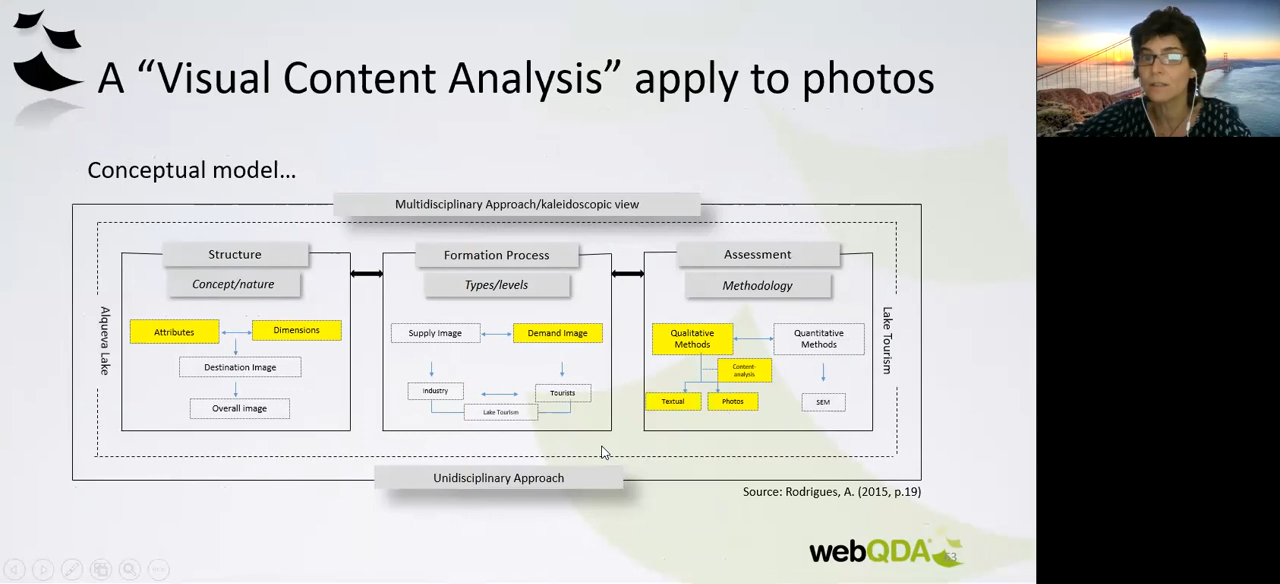 A “Visual Content Analysis” apply to photos
Conceptual model...
Multidisciplinary Approach/kaleidoscopic view
Structure
Concept/nature
Attributes
Dimensions
Destination Image
Overall image
Alqueva Lake
Formation Process
Types/levels
Supply Image
Demand Image
Industry
Tourists
Lake Tourism
Assessment
Methodology
Qualitative
Methods
Quantitative
Methods
Content-
analysis
Textual
Photos
SEM
Lake Tourism
Unidisciplinary Approach
Source: Rodrigues, A. (2015, p.19)
webQDA
63